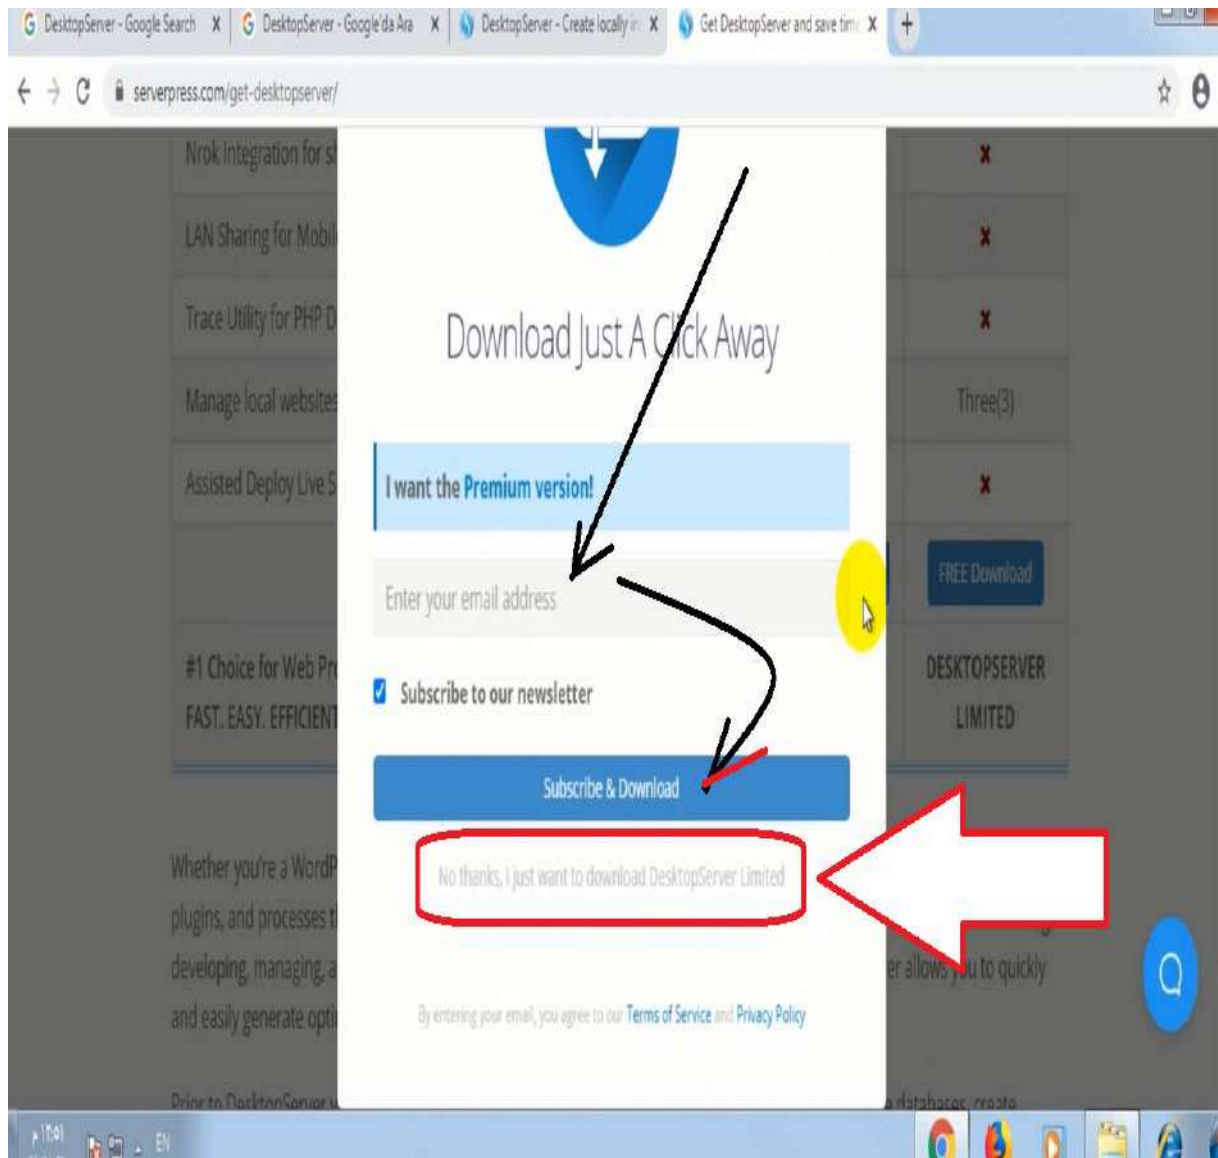 DesktopServer - Google Search
DesktopServer - Google'da Ara
DesktopServer - Create locally in
Get DesktopServer and save time
serverpress.com/get-desktopserver/
Nrok Integration for sh
LAN Sharing for Mobil
Trace Utility for PHP D
Manage local websites
Three(3)
Assisted Deploy Live S
FREE Download
#1 Choice for Web Pro
FAST. EASY. EFFICIENT
DESKTOPSERVER
LIMITED
Download Just A Click Away
I want the Premium version!
Enter your email address
Subscribe to our newsletter
Subscribe & Download
No thanks, I just want to download DesktopServer Limited
By entering your email, you agree to our Terms of Service and Privacy Policy
Whether you're a WordP
plugins, and processes t
developing, managing, a
er allows you to quickly
and easily generate optio
Prior to DesktopServer
databases, create
EN